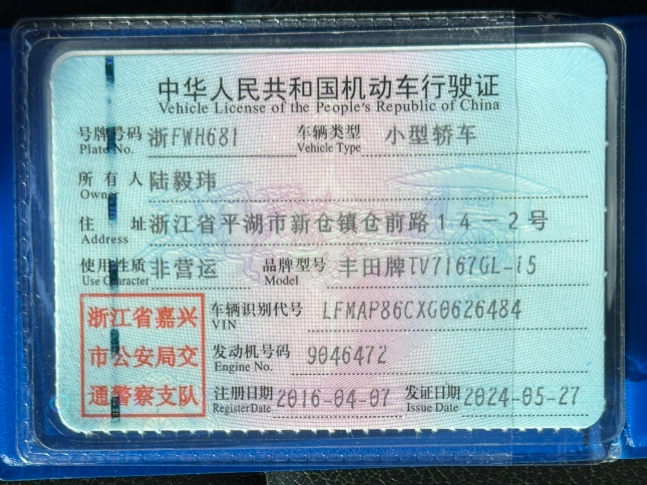 中华人民共和国机动车行驶证
Vehicle License of the People's Republic of China
号牌号码 浙FWH681 车辆类型 小型轿车
Plate No. Vehicle Type
所有人 陆毅玮
Owner
住址 浙江省平湖市新仓镇仓前路14-2号
Address
使用性质 非营运 品牌型号 丰田牌TV7167GL-i5
Use Character Model
浙江省嘉兴
市公安局交
通警察支队
车辆识别代号 LFMAP86CXG0626484
VIN
发动机号码 9046472
Engine No.
注册日期 2016-04-07 发证日期 2024-05-27
Register Date Issue Date